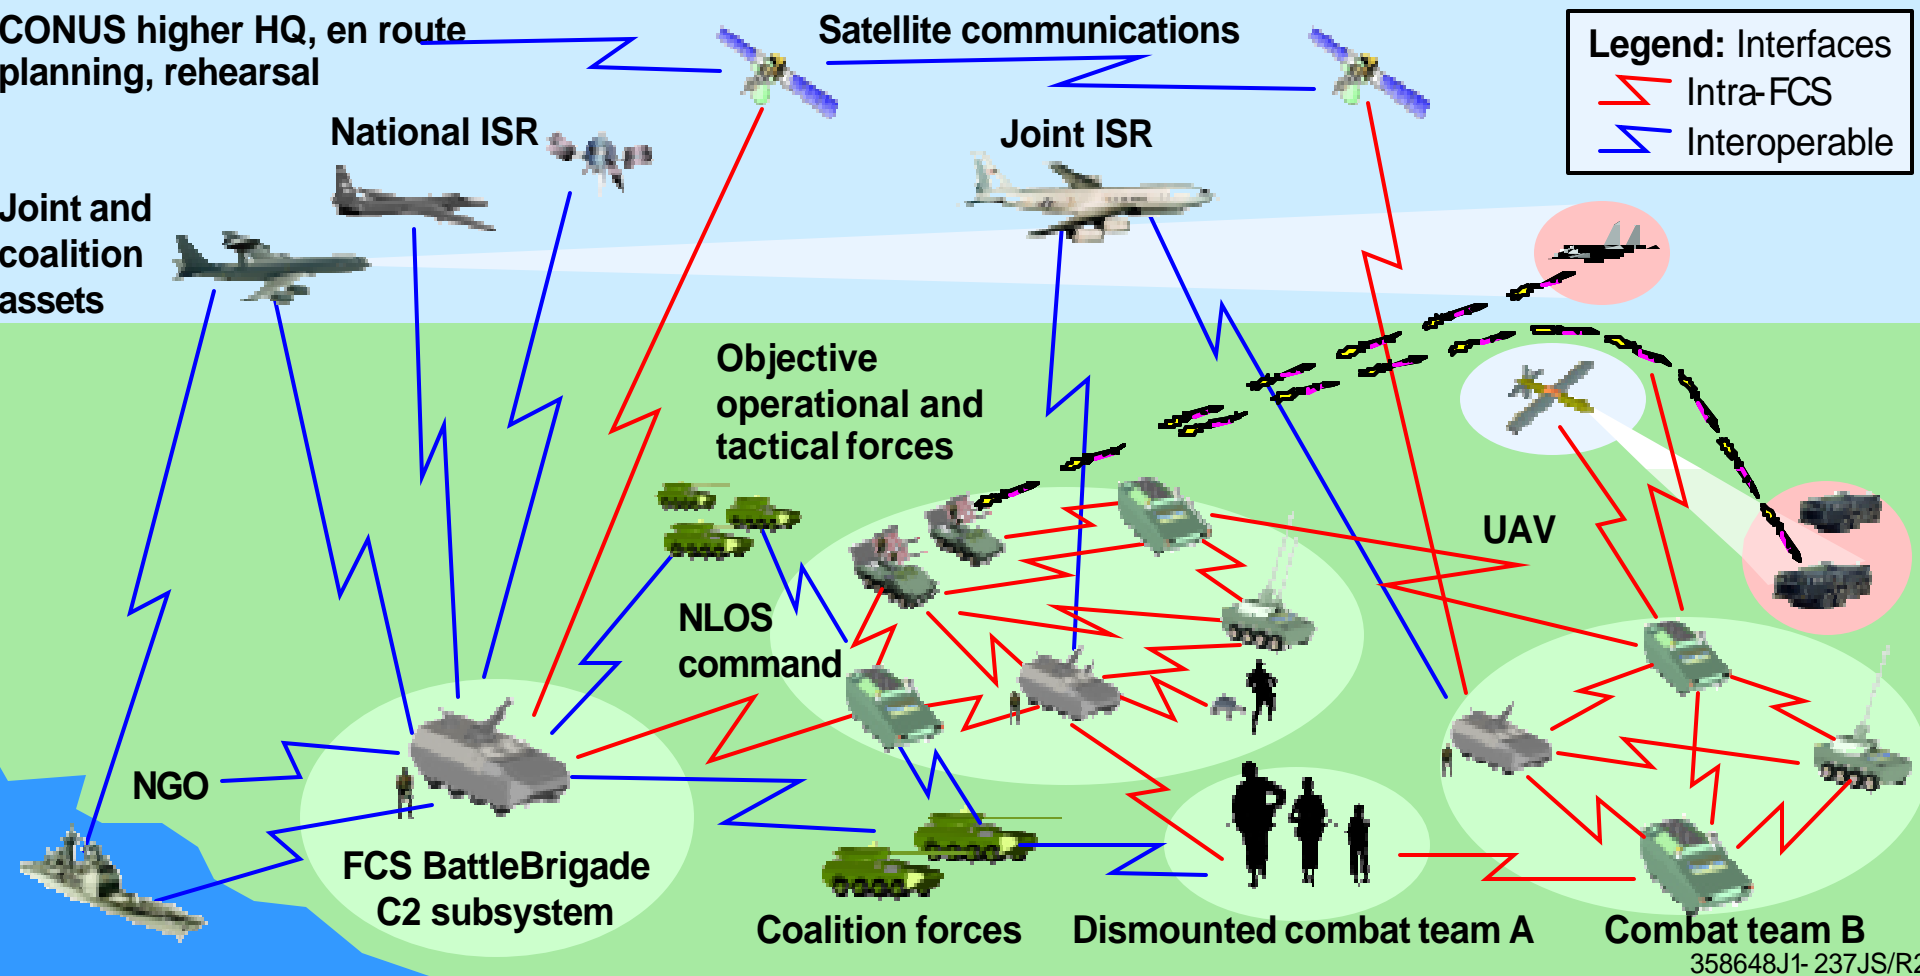 CONUS higher HQ, en route
planning, rehearsal
Satellite communications
Legend: Interfaces
Intra-FCS
Interoperable
National ISR
Joint ISR
Joint and
coalition
assets
Objective
operational and
tactical forces
UAV
NLOS
command
NGO
FCS BattleBrigade
C2 subsystem
Coalition forces
Dismounted combat team A
Combat team B
358648J1-237JS/R2